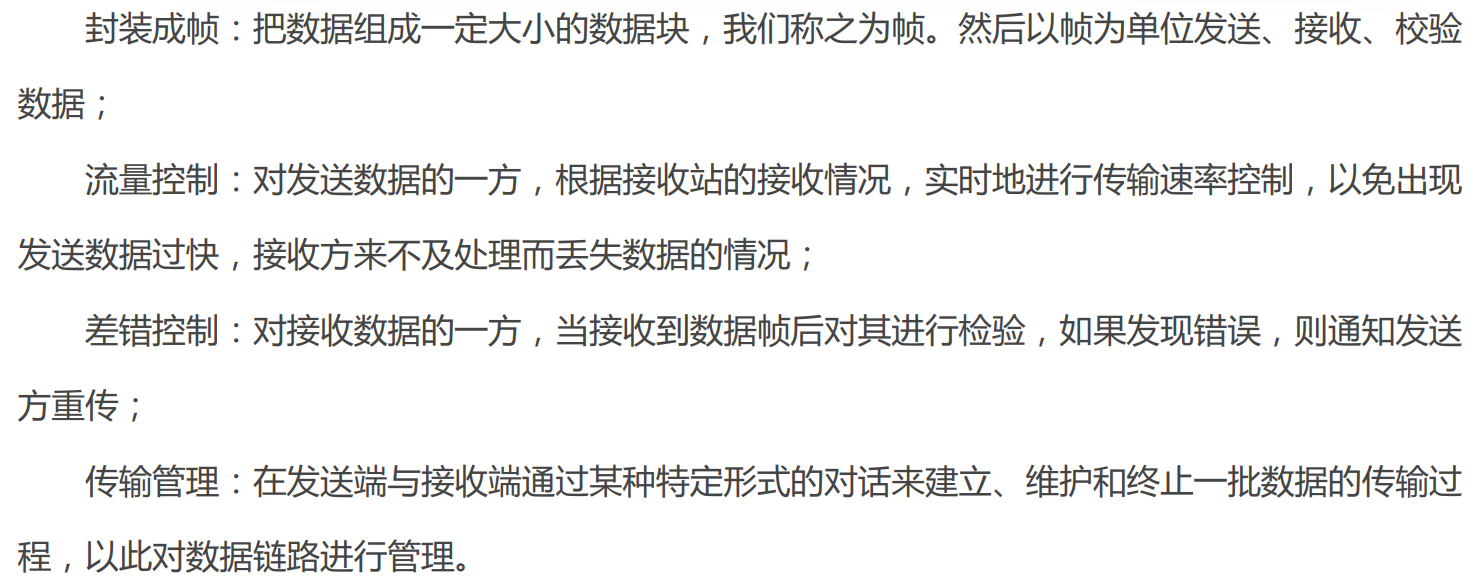 封装成帧：把数据组成一定大小的数据块，我们称之为帧。然后以帧为单位发送、接收、校验
数据；
流量控制：对发送数据的一方，根据接收站的接收情况，实时地进行传输速率控制，以免出现
发送数据过快，接收方来不及处理而丢失数据的情况；
差错控制：对接收数据的一方，当接收到数据帧后对其进行检验，如果发现错误，则通知发送
方重传；
传输管理：在发送端与接收端通过某种特定形式的对话来建立、维护和终止一批数据的传输过
程，以此对数据链路进行管理。